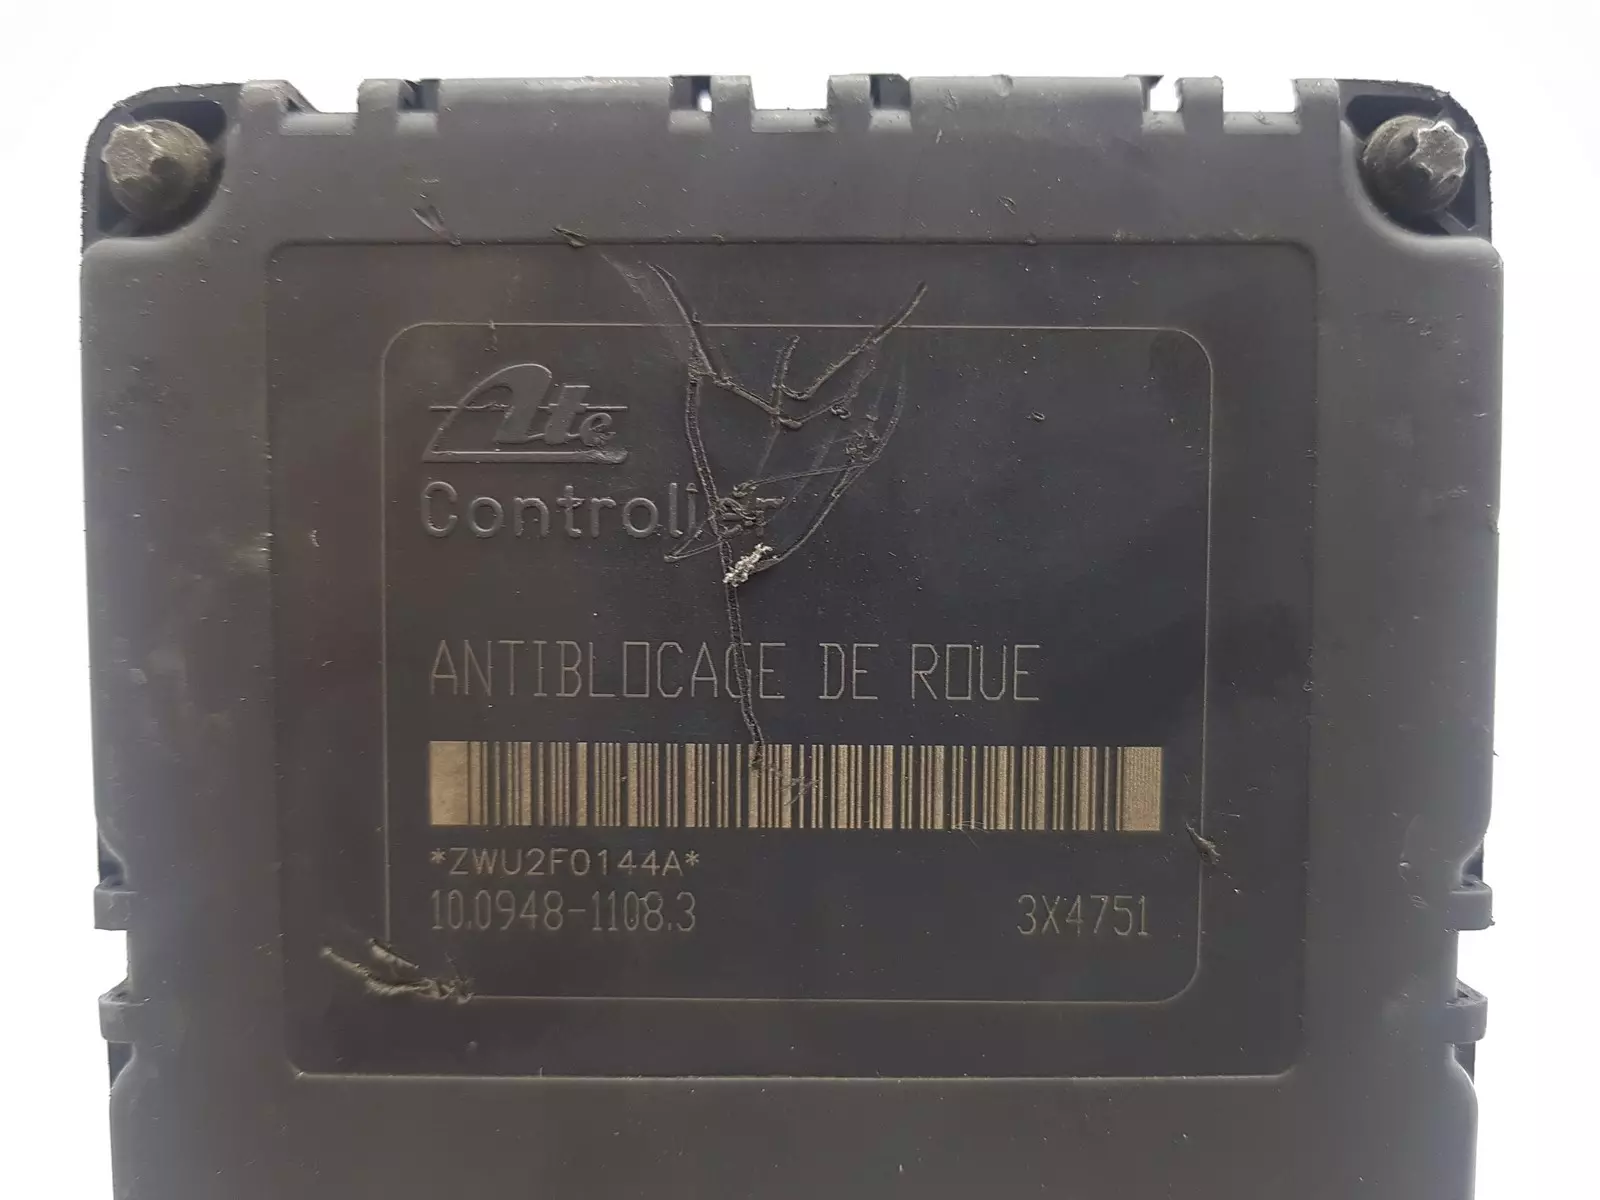 Ate
Controller
ANTIBLOCAGE DE ROUE
*ZWU2F0144A*
10.0948-1108.3 3X4751